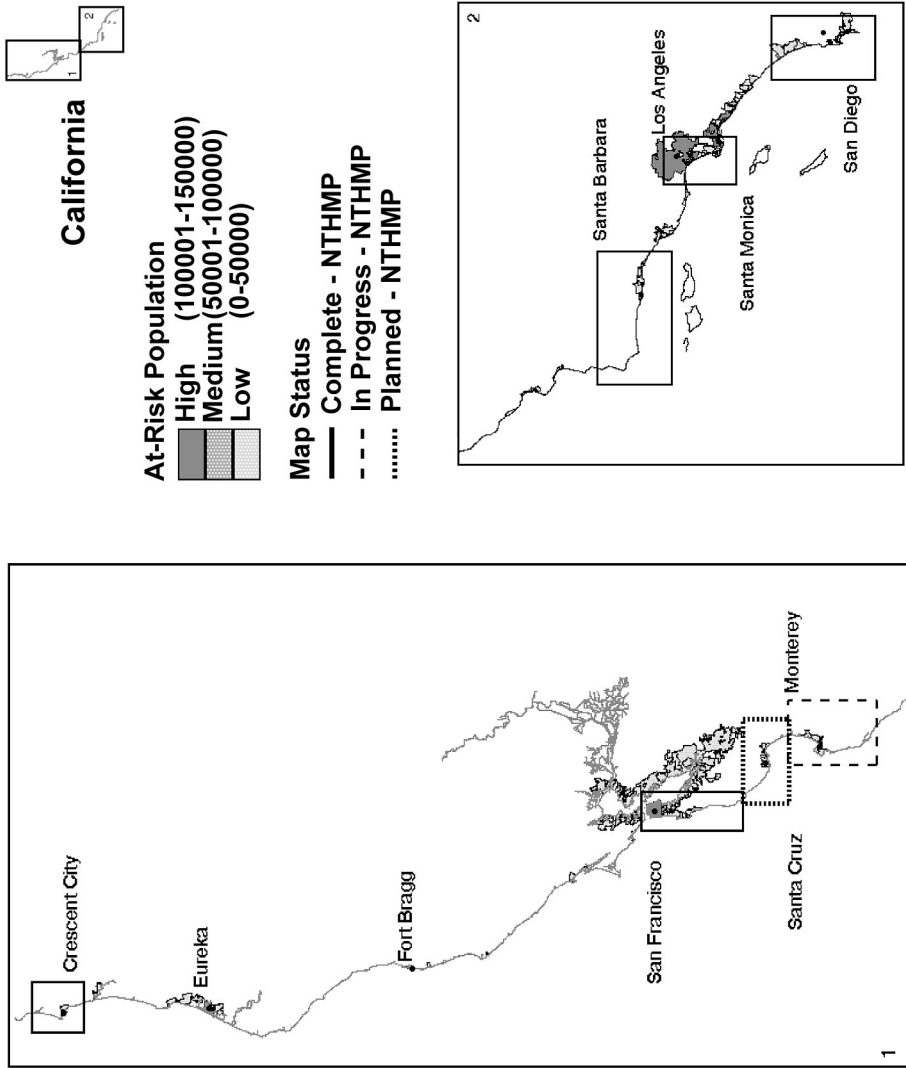 California
1
2
At-Risk Population
High (100001-150000)
Medium(50001-100000)
Low (0-50000)
Map Status
Complete - NTHMP
In Progress - NTHMP
Planned - NTHMP
1
Crescent City
Eureka
Fort Bragg
San Francisco
Santa Cruz
Monterey
2
Santa Barbara
Los Angeles
Santa Monica
San Diego